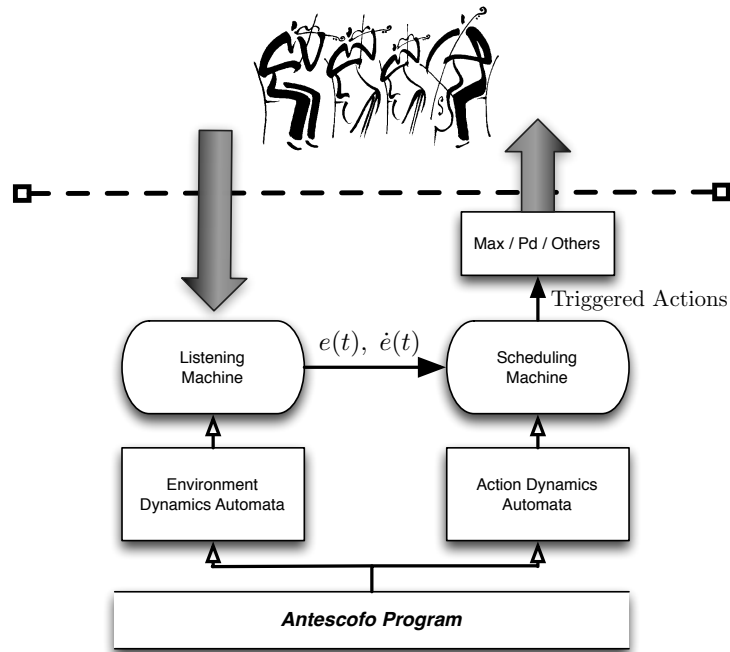 Max / Pd / Others
Triggered Actions
Listening
Machine
e(t), ė(t)
Scheduling
Machine
Environment
Dynamics Automata
Action Dynamics
Automata
Antescofo Program